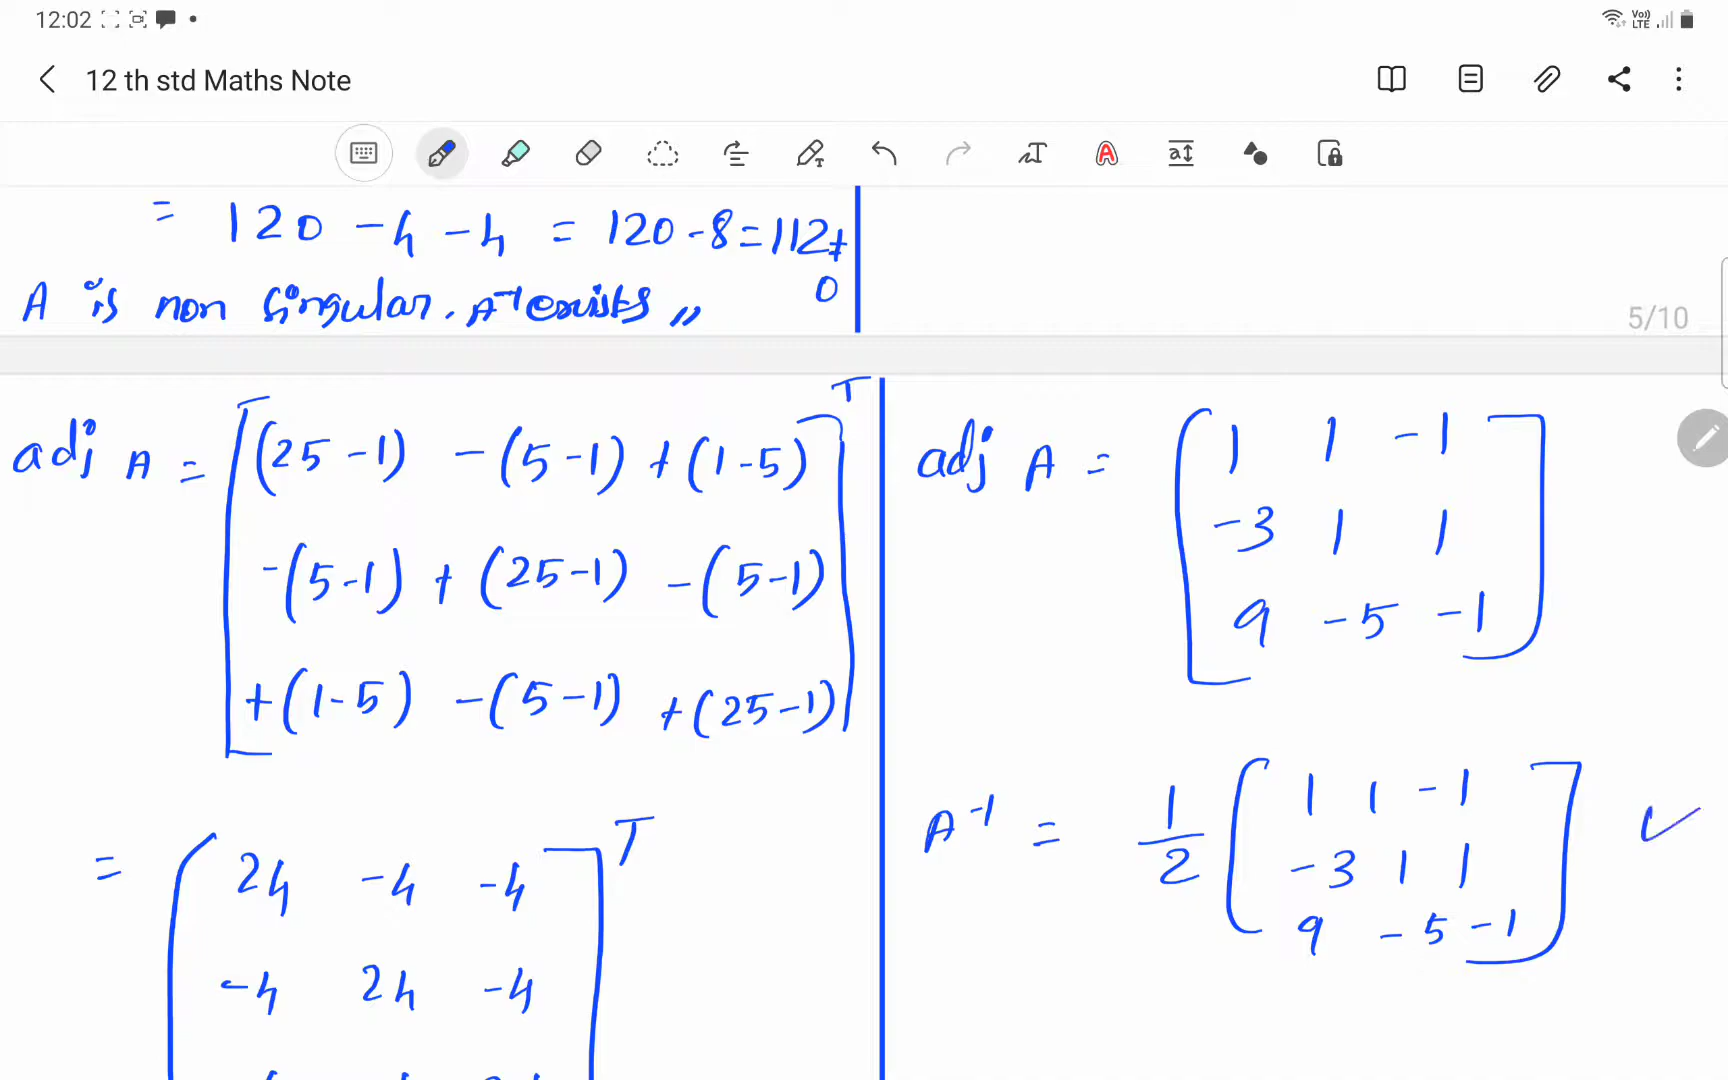 12:02
12 th std Maths Note
= 120 - 4 - 4 = 120 - 8 = 112 ≠
0
A is non singular. A⁻¹ exists //
5/10
adj A = [(25-1) -(5-1) +(1-5)
-(5-1) +(25-1) -(5-1)
+(1-5) -(5-1) +(25-1)]ᵀ
= [24 -4 -4
-4 24 -4
]ᵀ
adj A = [1 1 -1
-3 1 1
9 -5 -1]
A⁻¹ = 1/2 [1 1 -1
-3 1 1
9 -5 -1] ✓